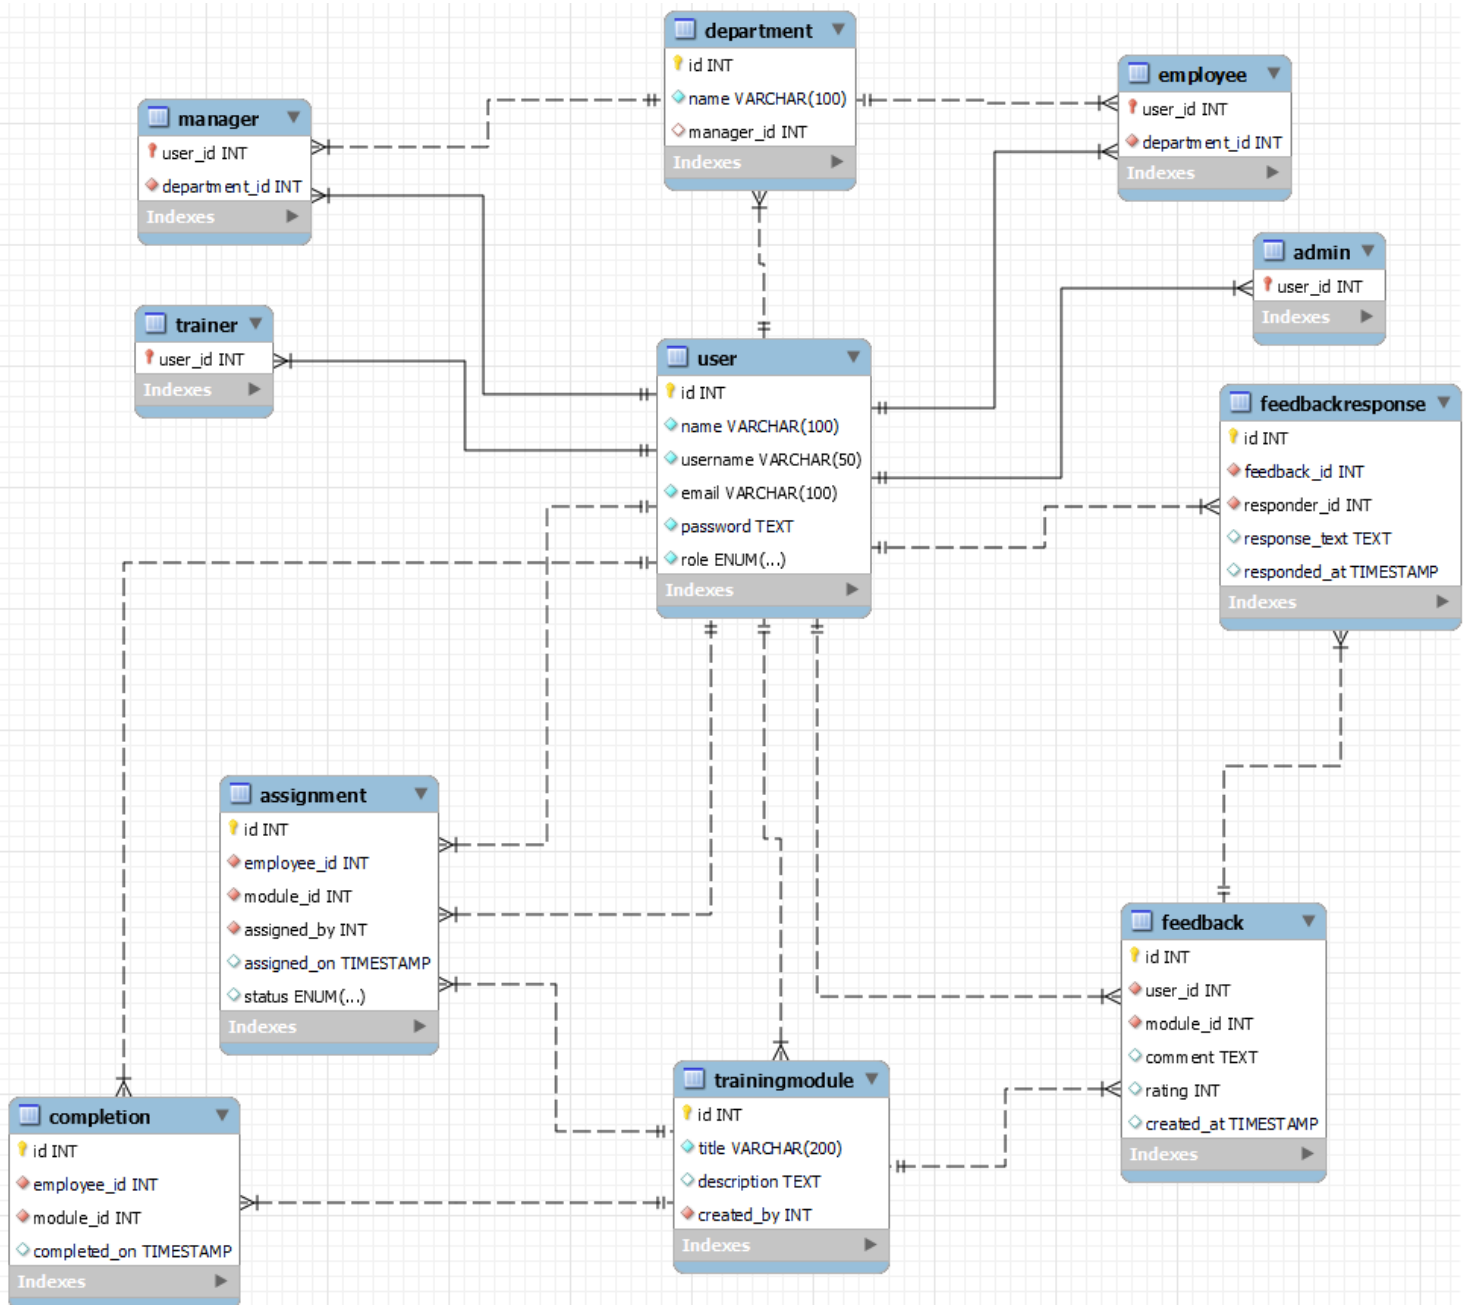 department
id INT
name VARCHAR(100)
manager_id INT
Indexes
employee
user_id INT
department_id INT
Indexes
manager
user_id INT
department_id INT
Indexes
admin
user_id INT
Indexes
trainer
user_id INT
Indexes
user
id INT
name VARCHAR(100)
username VARCHAR(50)
email VARCHAR(100)
password TEXT
role ENUM(...)
Indexes
feedbackresponse
id INT
feedback_id INT
responder_id INT
response_text TEXT
responded_at TIMESTAMP
Indexes
assignment
id INT
employee_id INT
module_id INT
assigned_by INT
assigned_on TIMESTAMP
status ENUM(...)
Indexes
feedback
id INT
user_id INT
module_id INT
comment TEXT
rating INT
created_at TIMESTAMP
Indexes
trainingmodule
id INT
title VARCHAR(200)
description TEXT
created_by INT
Indexes
completion
id INT
employee_id INT
module_id INT
completed_on TIMESTAMP
Indexes